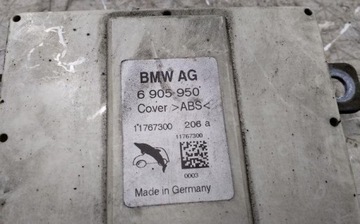 BMW AG
6 905 950
Cover >ABS<
11767300 206 a
11767300
0003
Made in Germany